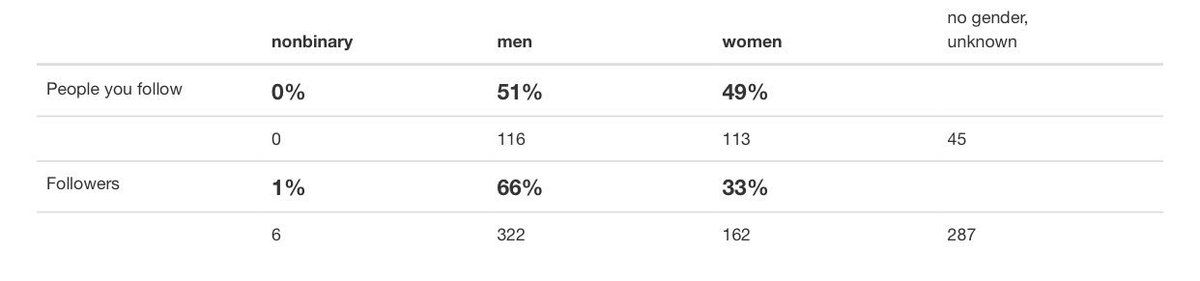 nonbinary men women no gender,
unknown
People you follow 0% 51% 49%
0 116 113 45
Followers 1% 66% 33%
6 322 162 287